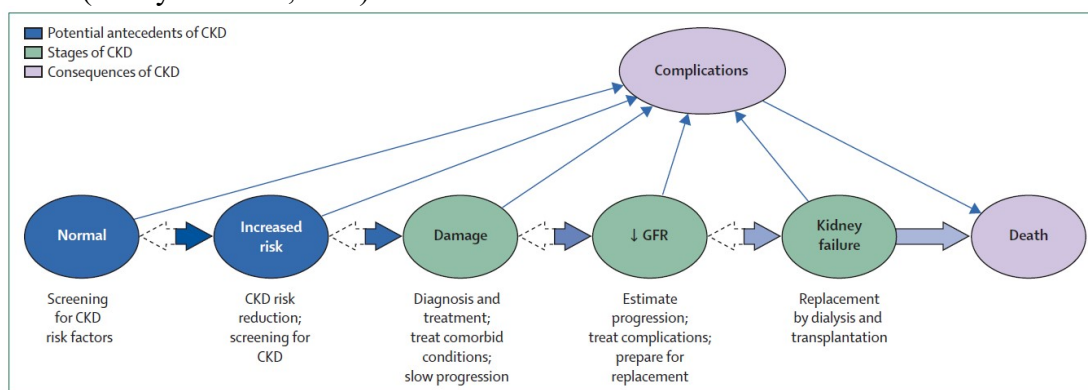 Potential antecedents of CKD
Stages of CKD
Consequences of CKD
Complications
Normal
Increased
risk
Damage
↓ GFR
Kidney
failure
Death
Screening
for CKD
risk factors
CKD risk
reduction;
screening for
CKD
Diagnosis and
treatment;
treat comorbid
conditions;
slow progression
Estimate
progression;
treat complications;
prepare for
replacement
Replacement
by dialysis and
transplantation